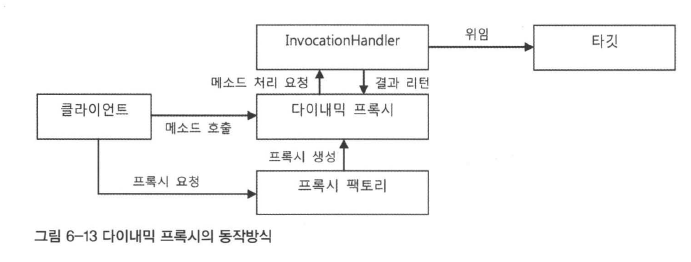 InvocationHandler
위임
타깃
메소드 처리 요청
결과 리턴
클라이언트
다이내믹 프록시
메소드 호출
프록시 생성
프록시 요청
프록시 팩토리
그림 6-13 다이내믹 프록시의 동작방식